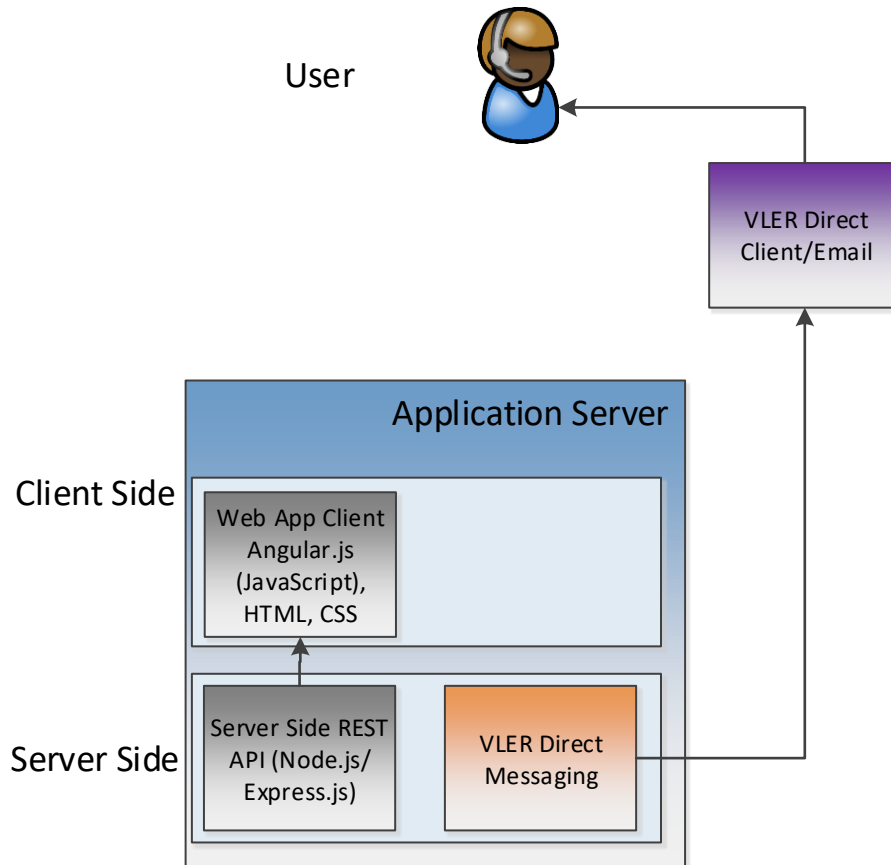 User
VLER Direct
Client/Email
Application Server
Client Side
Web App Client
Angular.js
(JavaScript),
HTML, CSS
Server Side
Server Side REST
API (Node.js/
Express.js)
VLER Direct
Messaging